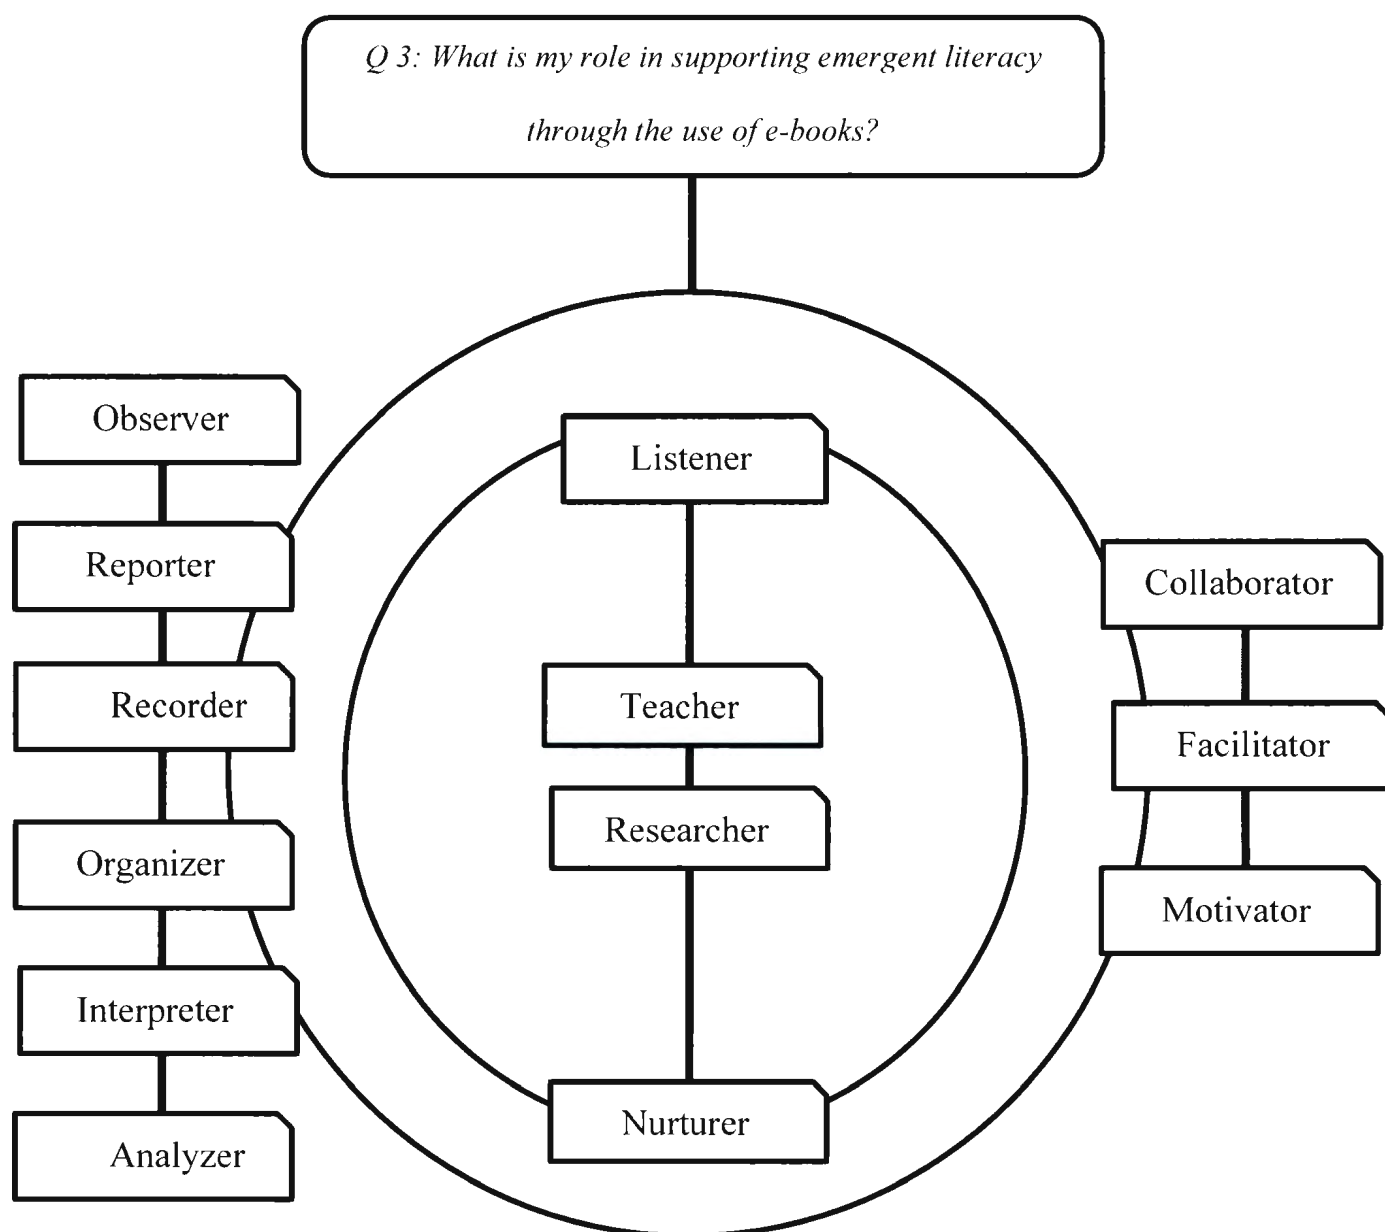 Q 3: What is my role in supporting emergent literacy
through the use of e-books?
Observer
Reporter
Recorder
Organizer
Interpreter
Analyzer
Listener
Teacher
Researcher
Nurturer
Collaborator
Facilitator
Motivator